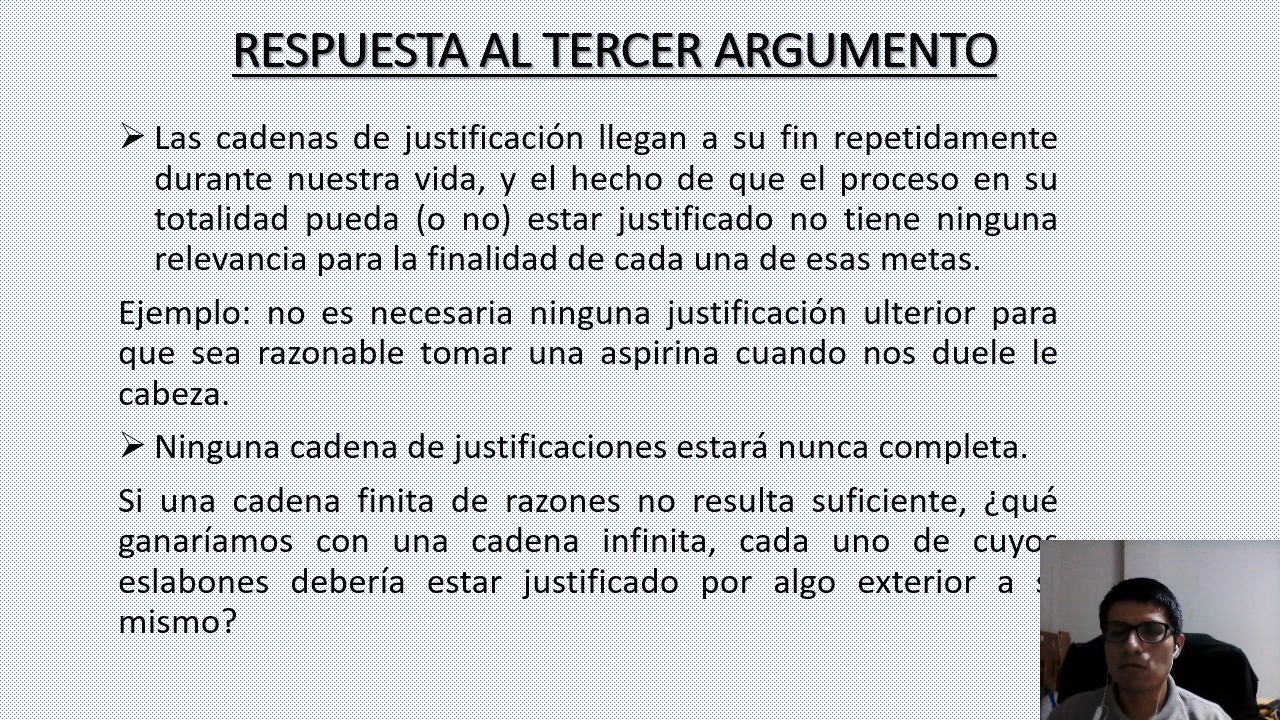 RESPUESTA AL TERCER ARGUMENTO
➢ Las cadenas de justificación llegan a su fin repetidamente
durante nuestra vida, y el hecho de que el proceso en su
totalidad pueda (o no) estar justificado no tiene ninguna
relevancia para la finalidad de cada una de esas metas.
Ejemplo: no es necesaria ninguna justificación ulterior para
que sea razonable tomar una aspirina cuando nos duele le
cabeza.
➢ Ninguna cadena de justificaciones estará nunca completa.
Si una cadena finita de razones no resulta suficiente, ¿qué
ganaríamos con una cadena infinita, cada uno de cuyos
eslabones debería estar justificado por algo exterior a
mismo?